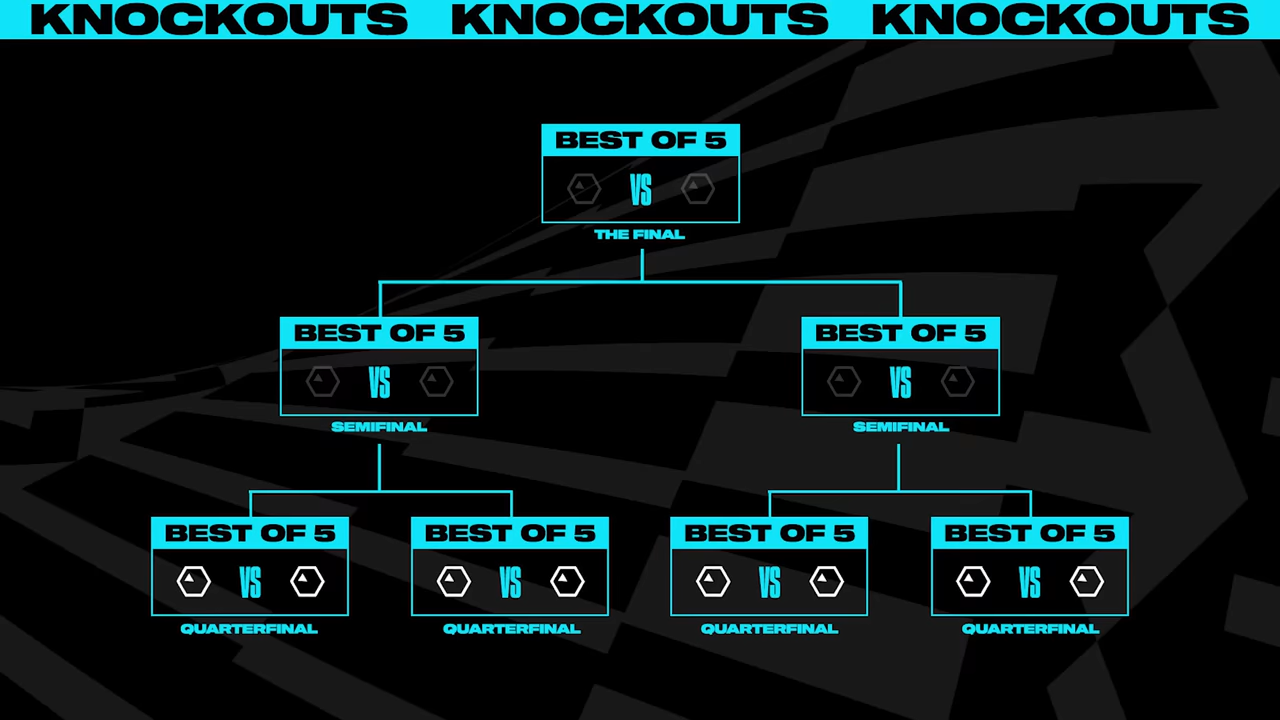 KNOCKOUTS KNOCKOUTS KNOCKOUTS
BEST OF 5
VS
THE FINAL
BEST OF 5 BEST OF 5
VS VS
SEMIFINAL SEMIFINAL
BEST OF 5 BEST OF 5 BEST OF 5 BEST OF 5
VS VS VS VS
QUARTERFINAL QUARTERFINAL QUARTERFINAL QUARTERFINAL